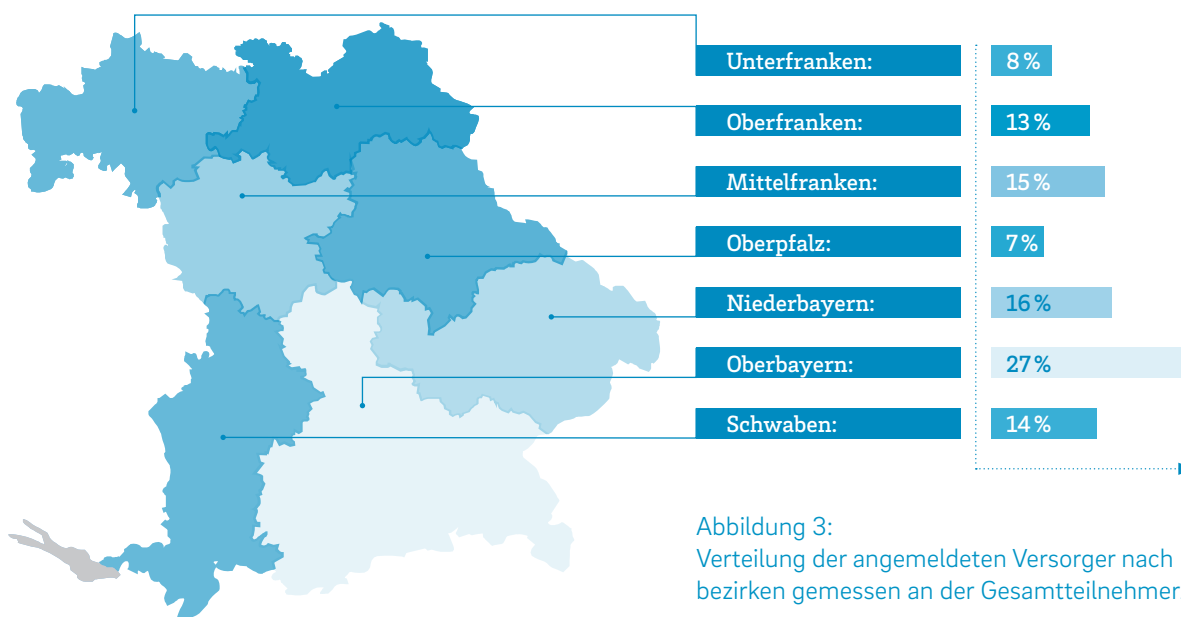 Unterfranken: 8 %
Oberfranken: 13 %
Mittelfranken: 15 %
Oberpfalz: 7 %
Niederbayern: 16 %
Oberbayern: 27 %
Schwaben: 14 %
Abbildung 3:
Verteilung der angemeldeten Versorger nach
bezirken gemessen an der Gesamtteilnehmer